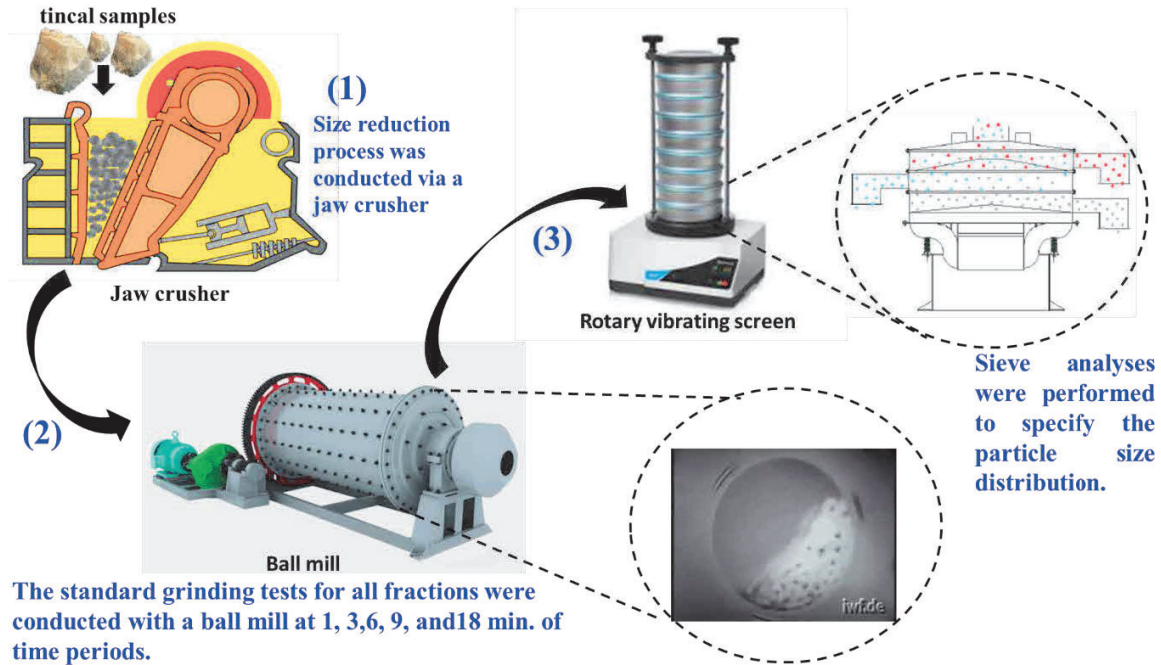 tincal samples
(1)
Size reduction
process was
conducted via a
jaw crusher
Jaw crusher
(2)
Ball mill
The standard grinding tests for all fractions were
conducted with a ball mill at 1, 3,6, 9, and18 min. of
time periods.
iwf.de
(3)
Rotary vibrating screen
Sieve analyses
were performed
to specify the
particle size
distribution.